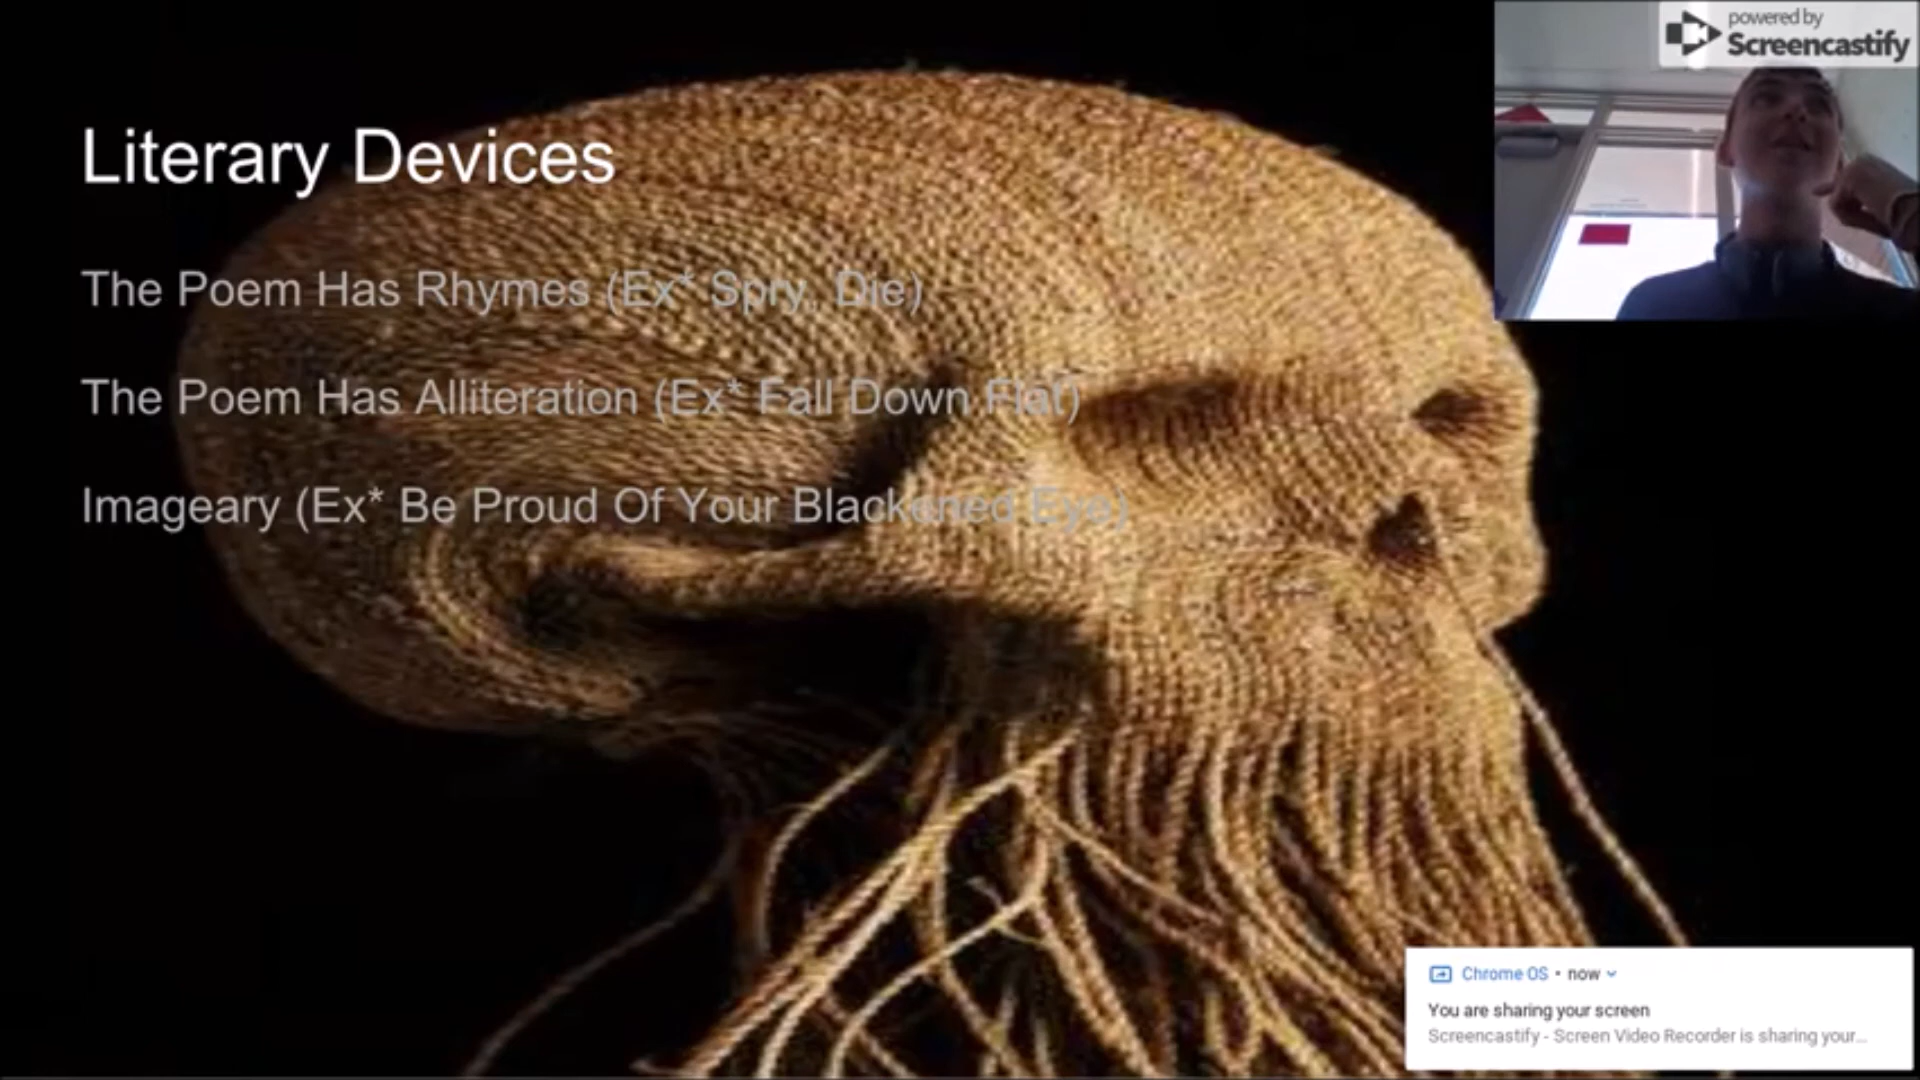 powered by
Screencastify
Literary Devices
The Poem Has Rhymes (Ex* Spry, Die)
The Poem Has Alliteration (Ex* Fall Down Flat)
Imageary (Ex* Be Proud Of Your Blackened Eye)
Chrome OS • now
You are sharing your screen
Screencastify - Screen Video Recorder is sharing your...